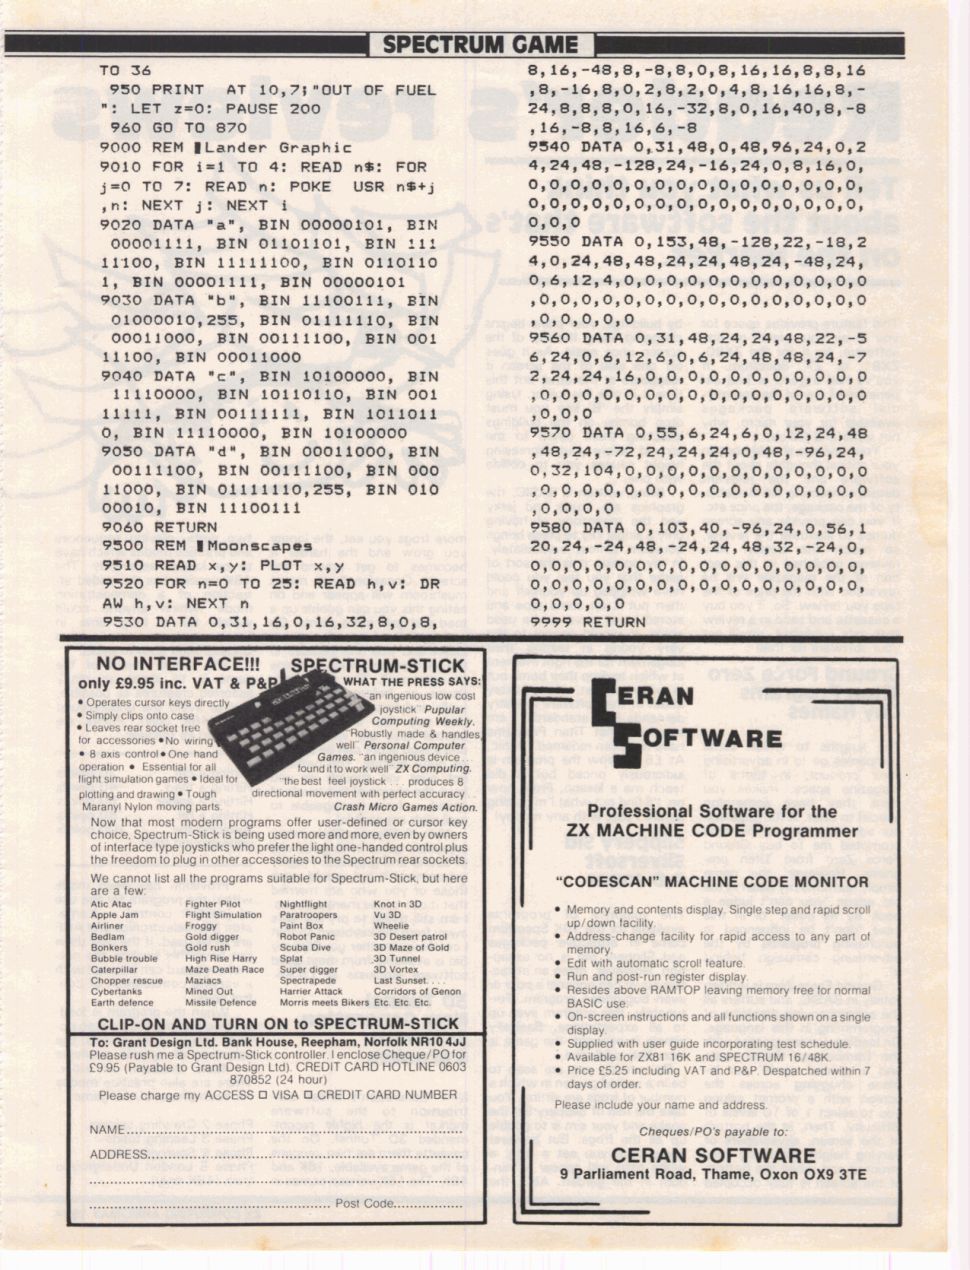 SPECTRUM GAME
TO 36
950 PRINT AT 10,7;"OUT OF FUEL
": LET z=0: PAUSE 200
960 GO TO 870
9000 REM ▌Lander Graphic
9010 FOR i=1 TO 4: READ n$: FOR
j=0 TO 7: READ n: POKE USR n$+j
,n: NEXT j: NEXT i
9020 DATA "a", BIN 00000101, BIN
00001111, BIN 01101101, BIN 111
11100, BIN 11111100, BIN 0110110
1, BIN 00001111, BIN 00000101
9030 DATA "b", BIN 11100111, BIN
01000010,255, BIN 01111110, BIN
00011000, BIN 00111100, BIN 001
11100, BIN 00011000
9040 DATA "c", BIN 10100000, BIN
11110000, BIN 10110110, BIN 001
11111, BIN 00111111, BIN 1011011
0, BIN 11110000, BIN 10100000
9050 DATA "d", BIN 00011000, BIN
00111100, BIN 00111100, BIN 000
11000, BIN 01111110,255, BIN 010
00010, BIN 11100111
9060 RETURN
9500 REM ▌Moonscapes
9510 READ x,y: PLOT x,y
9520 FOR n=0 TO 25: READ h,v: DR
AW h,v: NEXT n
9530 DATA 0,31,16,0,16,32,8,0,8,
8,16,-48,8,-8,8,0,8,16,16,8,8,16
,8,-16,8,0,2,8,2,0,4,8,16,16,8,-
24,8,8,8,0,16,-32,8,0,16,40,8,-8
,16,-8,8,16,6,-8
9540 DATA 0,31,48,0,48,96,24,0,2
4,24,48,-128,24,-16,24,0,8,16,0,
0,0,0,0,0,0,0,0,0,0,0,0,0,0,0,0,
0,0,0,0,0,0,0,0,0,0,0,0,0,0,0,0,
0,0,0
9550 DATA 0,153,48,-128,22,-18,2
4,0,24,48,48,24,24,48,24,-48,24,
0,6,12,4,0,0,0,0,0,0,0,0,0,0,0,0
,0,0,0,0,0,0,0,0,0,0,0,0,0,0,0,0
,0,0,0,0,0
9560 DATA 0,31,48,24,24,48,22,-5
6,24,0,6,12,6,0,6,24,48,48,24,-7
2,24,24,16,0,0,0,0,0,0,0,0,0,0,0
,0,0,0,0,0,0,0,0,0,0,0,0,0,0,0,0
,0,0,0
9570 DATA 0,55,6,24,6,0,12,24,48
,48,24,-72,24,24,24,0,48,-96,24,
0,32,104,0,0,0,0,0,0,0,0,0,0,0,0
,0,0,0,0,0,0,0,0,0,0,0,0,0,0,0,0
,0,0,0,0
9580 DATA 0,103,40,-96,24,0,56,1
20,24,-24,48,-24,24,48,32,-24,0,
0,0,0,0,0,0,0,0,0,0,0,0,0,0,0,0,
0,0,0,0,0,0,0,0,0,0,0,0,0,0,0,0,
0,0,0,0,0
9999 RETURN
NO INTERFACE!!! SPECTRUM-STICK
only £9.95 inc. VAT & P&P
• Operates cursor keys directly
• Simply clips onto case
• Leaves rear socket free
for accessories • No wiring
• 8 axis control • One hand
operation • Essential for all
flight simulation games • Ideal for
plotting and drawing • Tough
Maranyl Nylon moving parts.
WHAT THE PRESS SAYS:
"an ingenious low cost
joystick" Pupular
Computing Weekly.
"Robustly made & handles
well" Personal Computer
Games. "an ingenious device...
found it to work well" ZX Computing.
"the best feel joystick ... produces 8
directional movement with perfect accuracy...
Crash Micro Games Action.
Now that most modern programs offer user-defined or cursor key
choice, Spectrum-Stick is being used more and more, even by owners
of interface type joysticks who prefer the light one-handed control plus
the freedom to plug in other accessories to the Spectrum rear sockets.
We cannot list all the programs suitable for Spectrum-Stick, but here
are a few:
Atic Atac Fighter Pilot Nightflight Knot in 3D
Apple Jam Flight Simulation Paratroopers Vu 3D
Airliner Froggy Paint Box Wheelie
Bedlam Gold digger Robot Panic 3D Desert patrol
Bonkers Gold rush Scuba Dive 3D Maze of Gold
Bubble trouble High Rise Harry Splat 3D Tunnel
Caterpillar Maze Death Race Super digger 3D Vortex
Chopper rescue Maziacs Spectrapede Last Sunset....
Cybertanks Mined Out Harrier Attack Corridors of Genon
Earth defence Missile Defence Morris meets Bikers Etc. Etc. Etc.
CLIP-ON AND TURN ON to SPECTRUM-STICK
To: Grant Design Ltd. Bank House, Reepham, Norfolk NR10 4JJ
Please rush me a Spectrum-Stick controller. I enclose Cheque/PO for
£9.95 (Payable to Grant Design Ltd). CREDIT CARD HOTLINE 0603
870852 (24 hour)
Please charge my ACCESS □ VISA □ CREDIT CARD NUMBER
NAME
ADDRESS
Post Code
CERAN
SOFTWARE
Professional Software for the
ZX MACHINE CODE Programmer
"CODESCAN" MACHINE CODE MONITOR
• Memory and contents display. Single step and rapid scroll
up/down facility.
• Address-change facility for rapid access to any part of
memory.
• Edit with automatic scroll feature.
• Run and post-run register display.
• Resides above RAMTOP leaving memory free for normal
BASIC use.
• On-screen instructions and all functions shown on a single
display.
• Supplied with user guide incorporating test schedule.
• Available for ZX81 16K and SPECTRUM 16/48K.
• Price £5.25 including VAT and P&P. Despatched within 7
days of order.
Please include your name and address.
Cheques/PO's payable to:
CERAN SOFTWARE
9 Parliament Road, Thame, Oxon OX9 3TE